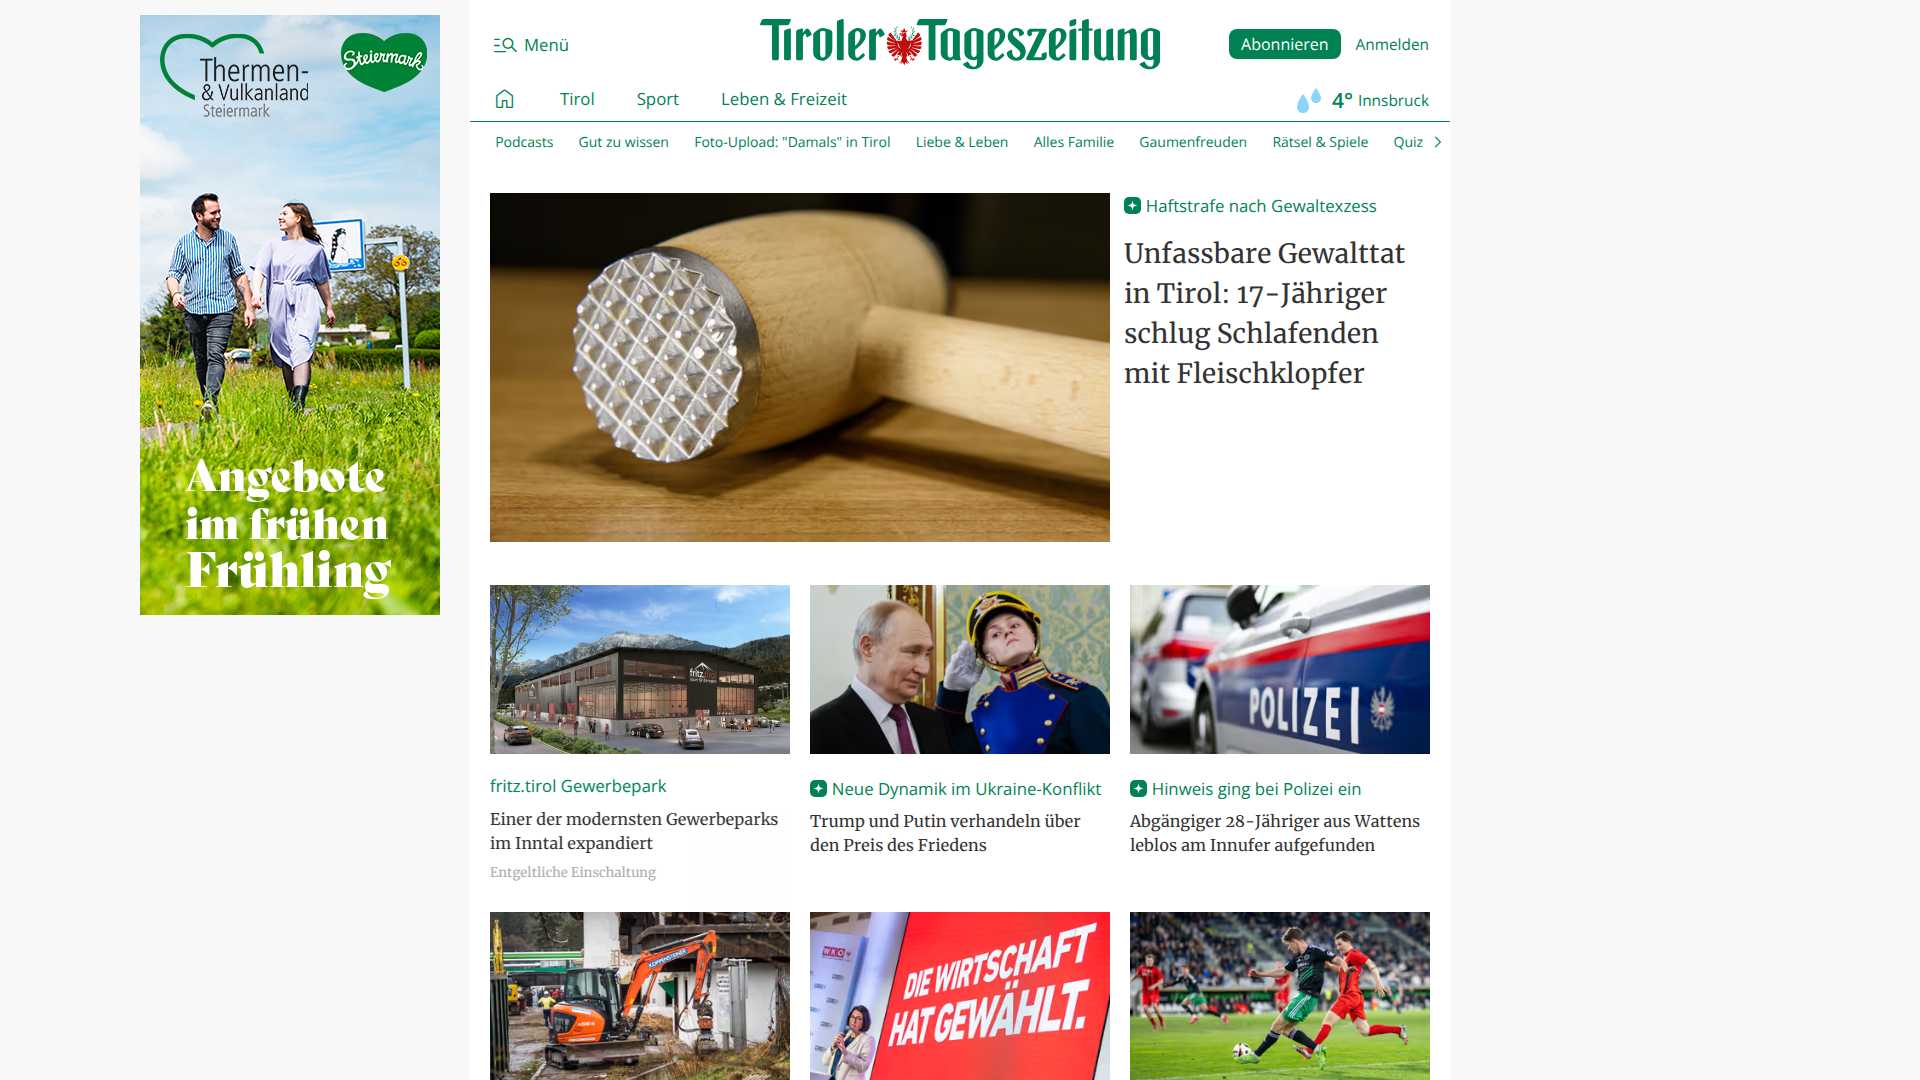 Thermen-
& Vulkanland
Steiermark
Steiermark
Angebote
im frühen
Frühling
Menü
Tiroler Tageszeitung
Abonnieren
Anmelden
Tirol
Sport
Leben & Freizeit
4° Innsbruck
Podcasts
Gut zu wissen
Foto-Upload: "Damals" in Tirol
Liebe & Leben
Alles Familie
Gaumenfreuden
Rätsel & Spiele
Quiz
Haftstrafe nach Gewaltexzess
Unfassbare Gewalttat
in Tirol: 17-Jähriger
schlug Schlafenden
mit Fleischklopfer
fritz.tirol
POLIZEI
fritz.tirol Gewerbepark
Einer der modernsten Gewerbeparks
im Inntal expandiert
Entgeltliche Einschaltung
Neue Dynamik im Ukraine-Konflikt
Trump und Putin verhandeln über
den Preis des Friedens
Hinweis ging bei Polizei ein
Abgängiger 28-Jähriger aus Wattens
leblos am Innufer aufgefunden
WKO
DIE WIRTSCHAFT
HAT GEWÄHLT.